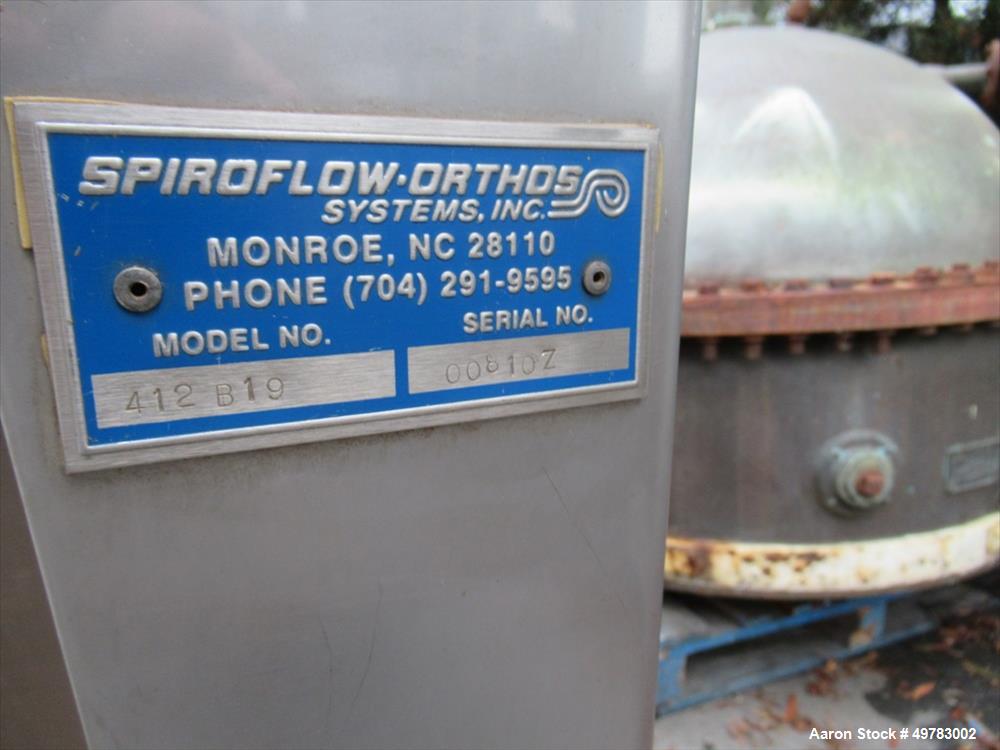 SPIROFLOW·ORTHOS
SYSTEMS, INC.
MONROE, NC 28110
PHONE (704) 291-9595
MODEL NO. SERIAL NO.
412 B19 00810Z
Aaron Stock # 49783002